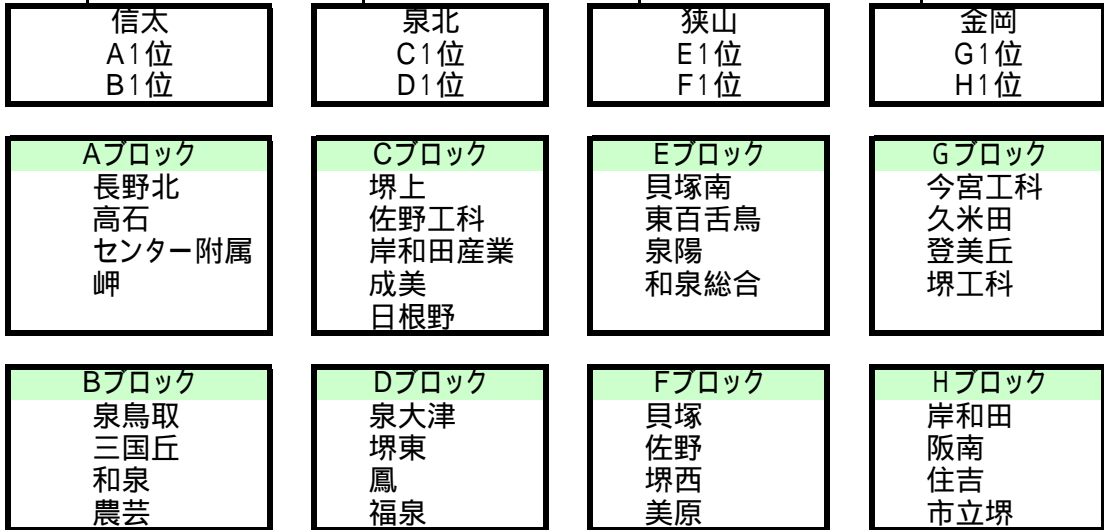 信太
A1位
B1位
泉北
C1位
D1位
狭山
E1位
F1位
金岡
G1位
H1位
Aブロック
長野北
高石
センター附属
岬
Cブロック
堺上
佐野工科
岸和田産業
成美
日根野
Eブロック
貝塚南
東百舌鳥
泉陽
和泉総合
Gブロック
今宮工科
久米田
登美丘
堺工科
Bブロック
泉鳥取
三国丘
和泉
農芸
Dブロック
泉大津
堺東
鳳
福泉
Fブロック
貝塚
佐野
堺西
美原
Hブロック
岸和田
阪南
住吉
市立堺